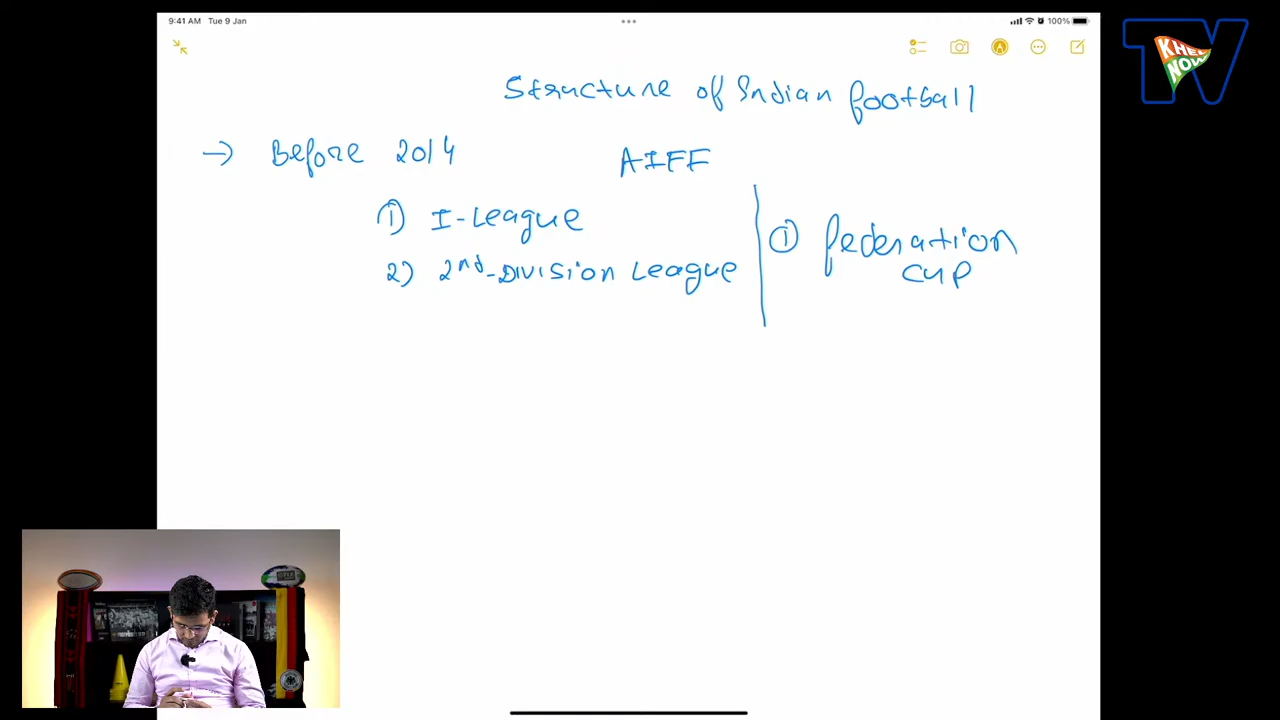 9:41 AM Tue 9 Jan
100%
TV
KHEL
NOW
Structure of Indian football
→ Before 2014
AIFF
① I-League
2) 2nd-Division League
① federation
cup